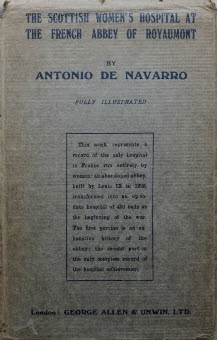 THE SCOTTISH WOMEN'S HOSPITAL AT
THE FRENCH ABBEY OF ROYAUMONT
BY
ANTONIO DE NAVARRO
FULLY ILLUSTRATED
This work represents a
record of the only hospital
in France run entirely by
women: an abandoned abbey,
built by Louis IX in 1228,
transformed into an up-to-
date hospital of 400 beds at
the beginning of the war.
The first portion is an ex-
haustive history of the
abbey; the second part is
the only complete record of
the hospital achievement.
London: GEORGE ALLEN & UNWIN, LTD.